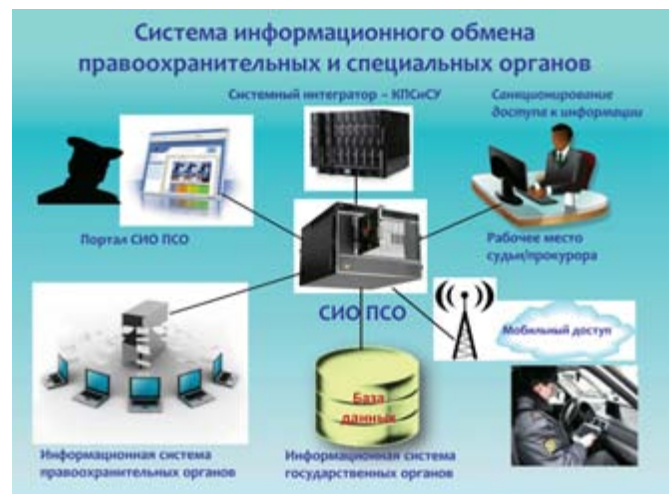 Система информационного обмена
правоохранительных и специальных органов
Системный интегратор – КПСиСУ
Санкционирование
доступа к информации
Портал СИО ПСО
Рабочее место
судьи/прокурора
СИО ПСО
Мобильный доступ
База
данных
Информационная система
правоохранительных органов
Информационная система
государственных органов